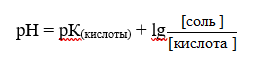 pH = pK(кислоты) + lg [соль ] / [кислота ]